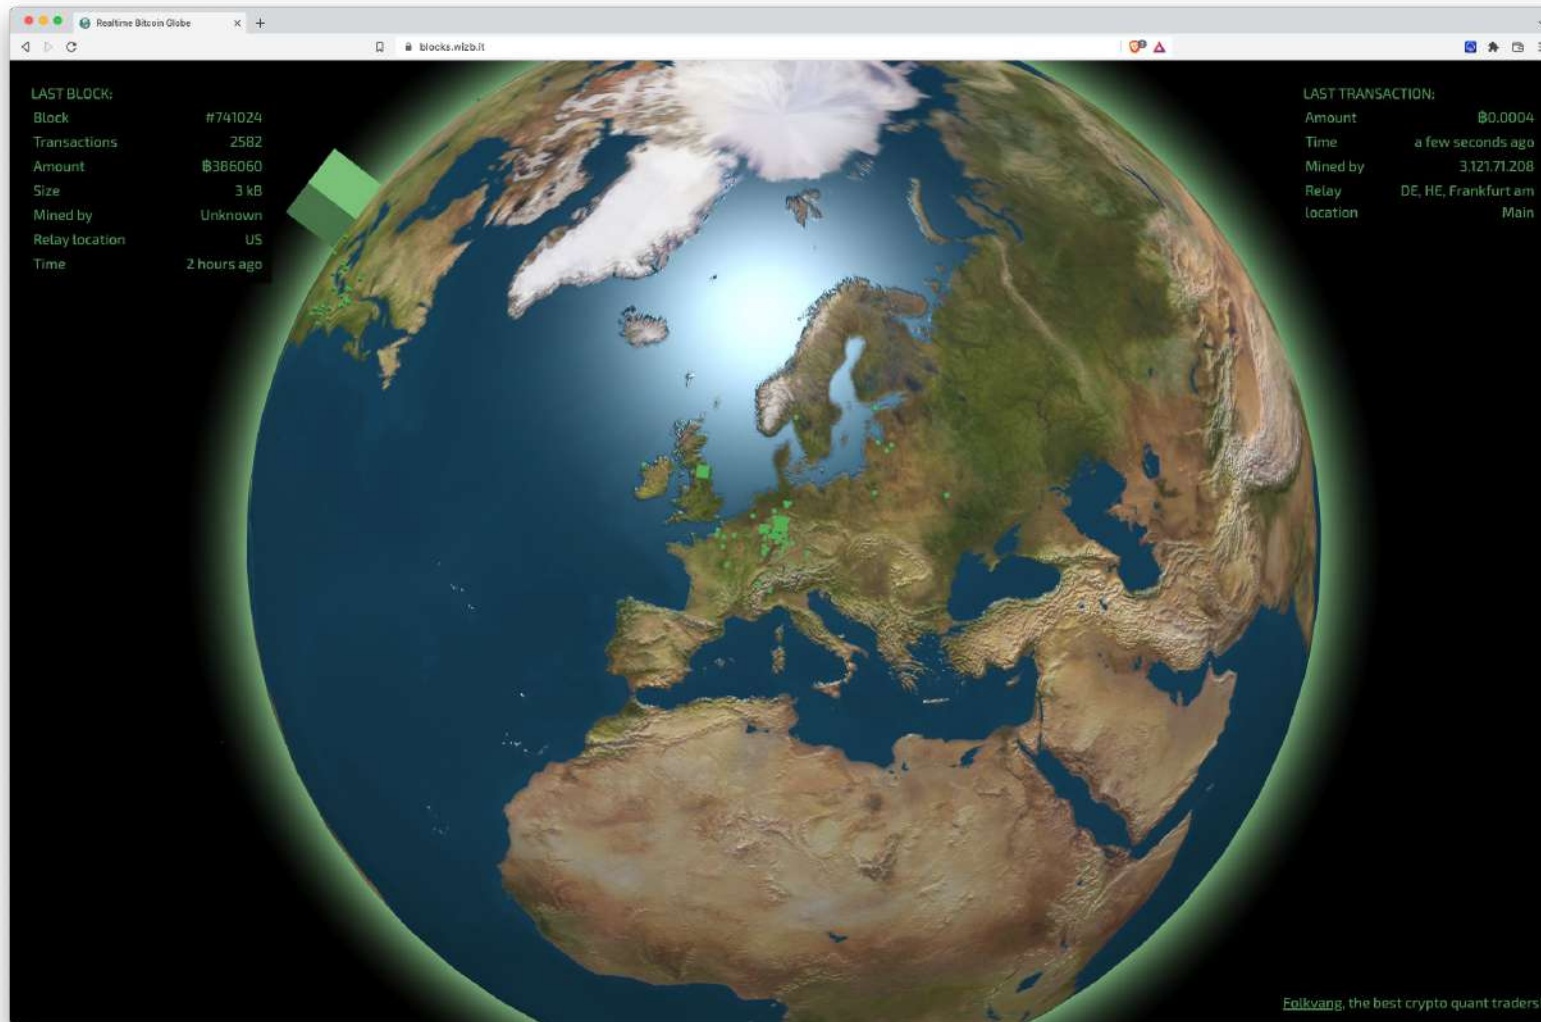 Realtime Bitcoin Globe
blocks.wizb.it
LAST BLOCK:
Block #741024
Transactions 2582
Amount ฿386060
Size 3 kB
Mined by Unknown
Relay location US
Time 2 hours ago
LAST TRANSACTION:
Amount ฿0.0004
Time a few seconds ago
Mined by 3.121.71.208
Relay DE, HE, Frankfurt am
location Main
Folkvang, the best crypto quant traders